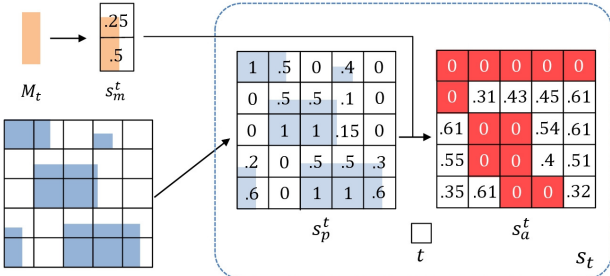 .25
.5
M_t
s_m^t
1 .5 0 .4 0
0 .5 .5 .1 0
0 1 1 .15 0
.2 0 .5 .5 .3
.6 0 1 1 .6
s_p^t
0 0 0 0 0
0 .31 .43 .45 .61
.61 0 0 .54 .61
.55 0 0 .4 .51
.35 .61 0 0 .32
s_a^t
t
s_t